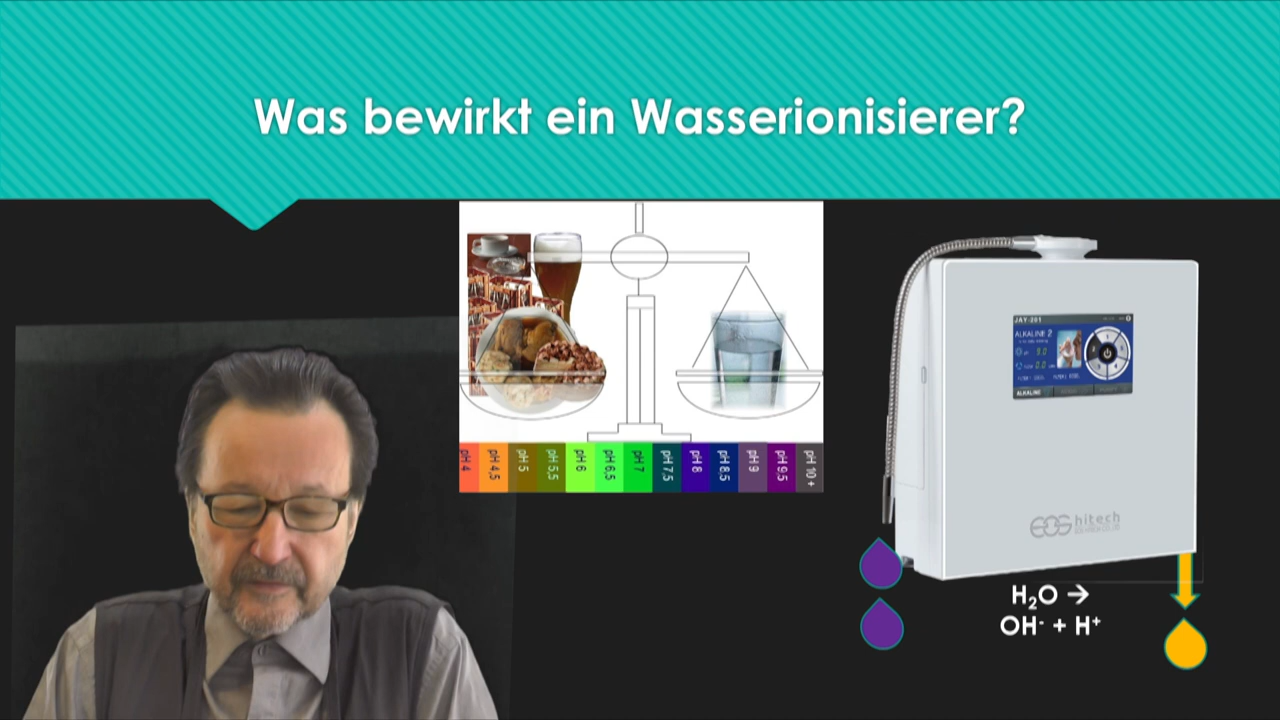 Was bewirkt ein Wasserionisierer?
JAY-201
ALKALINE 2
ALKALINE
pH 4
pH 4,5
pH 5
pH 5,5
pH 6
pH 6,5
pH 7
pH 7,5
pH 8
pH 8,5
pH 9
pH 9,5
pH 10 +
EOS hitech
H₂O →
OH⁻ + H⁺